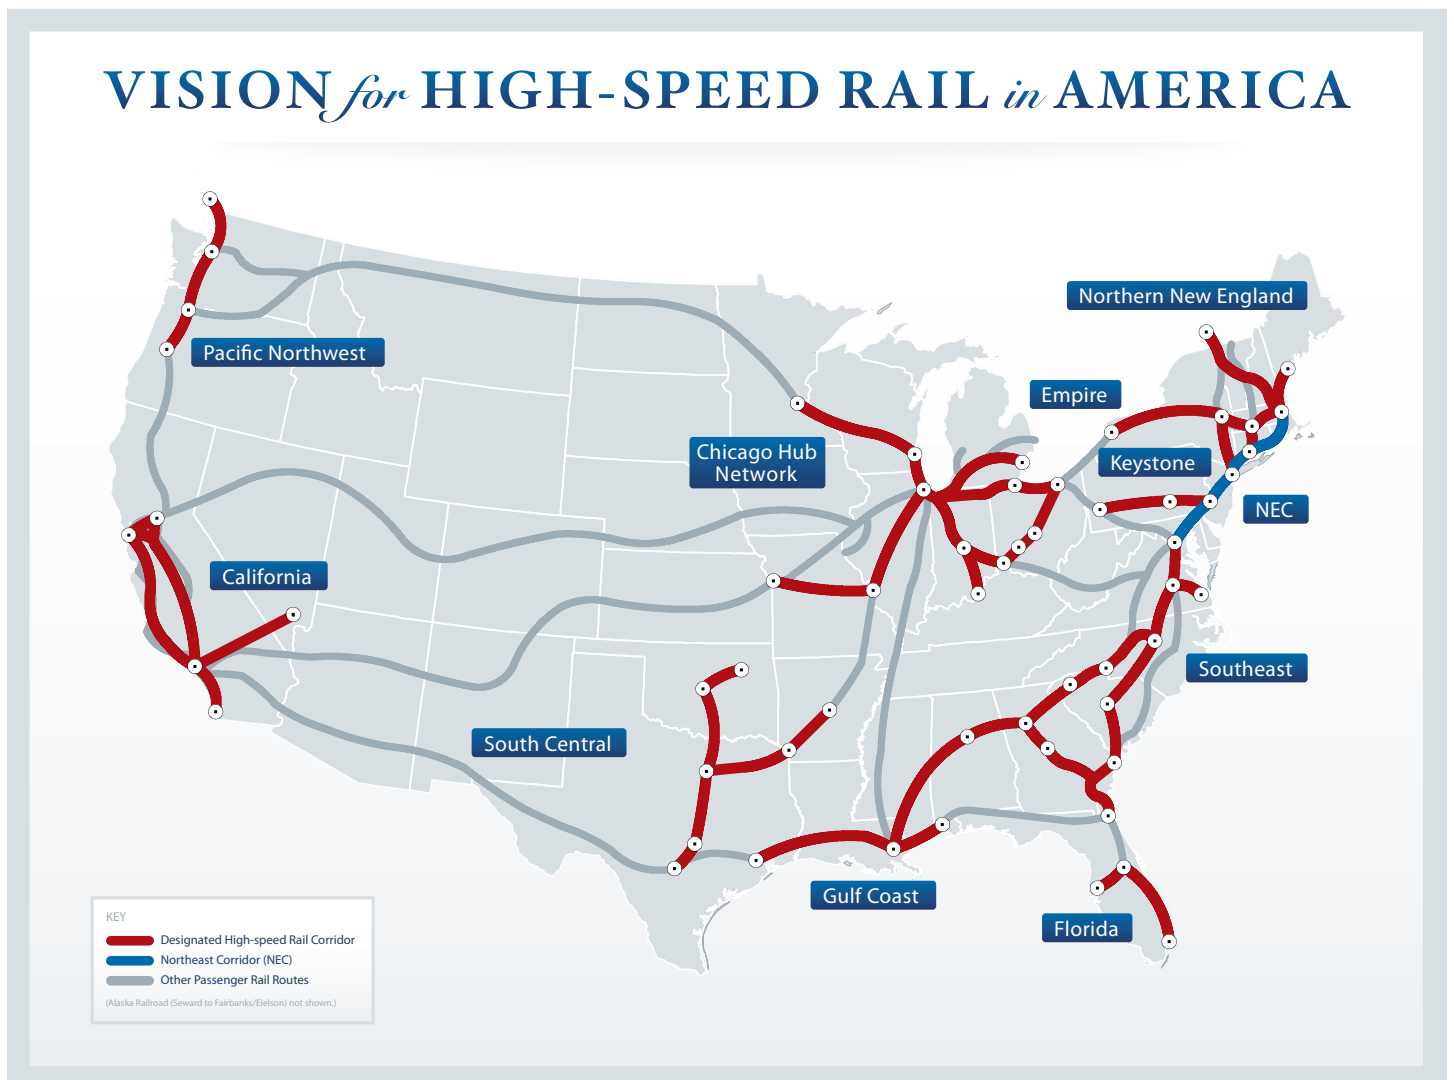 VISION for HIGH-SPEED RAIL in AMERICA
Northern New England
Pacific Northwest
Empire
Chicago Hub
Network
Keystone
NEC
California
Southeast
South Central
Gulf Coast
Florida
KEY
Designated High-speed Rail Corridor
Northeast Corridor (NEC)
Other Passenger Rail Routes
(Alaska Railroad (Seward to Fairbanks/Eielson) not shown.)